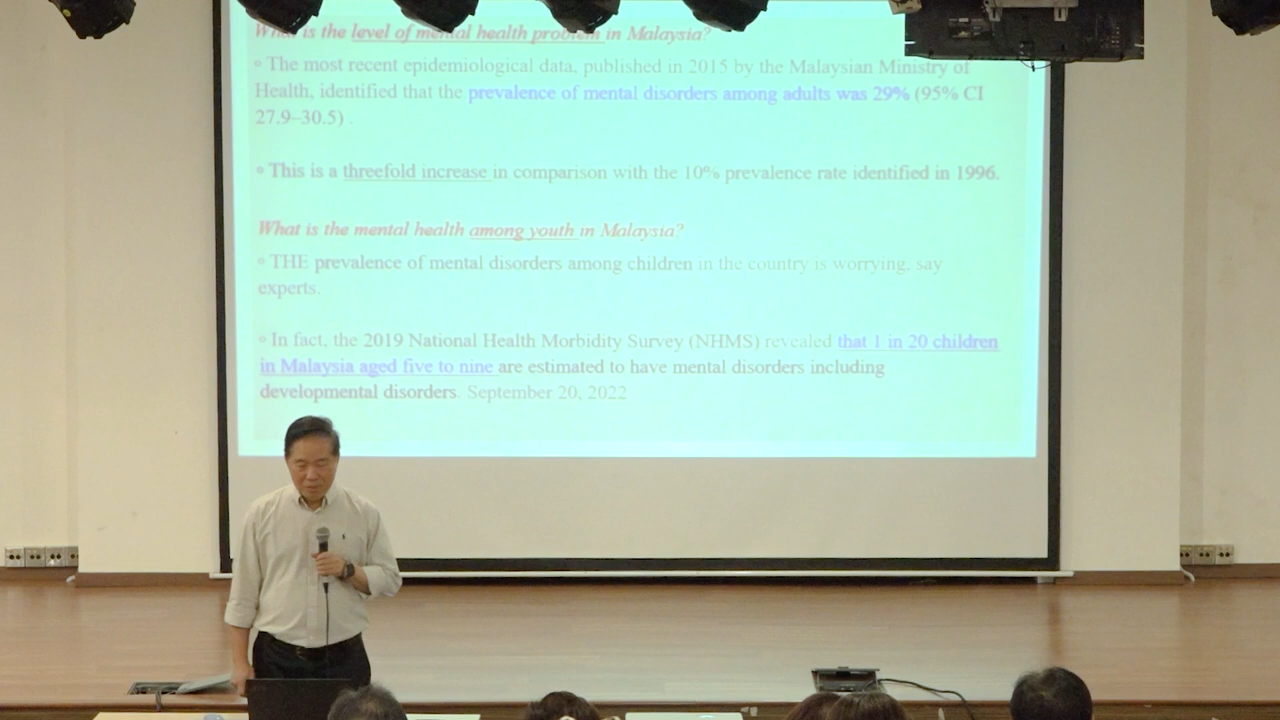 What is the level of mental health problem in Malaysia?
° The most recent epidemiological data, published in 2015 by the Malaysian Ministry of
Health, identified that the prevalence of mental disorders among adults was 29% (95% CI
27.9–30.5) .
° This is a threefold increase in comparison with the 10% prevalence rate identified in 1996.
What is the mental health among youth in Malaysia?
° THE prevalence of mental disorders among children in the country is worrying, say
experts.
° In fact, the 2019 National Health Morbidity Survey (NHMS) revealed that 1 in 20 children
in Malaysia aged five to nine are estimated to have mental disorders including
developmental disorders. September 20, 2022